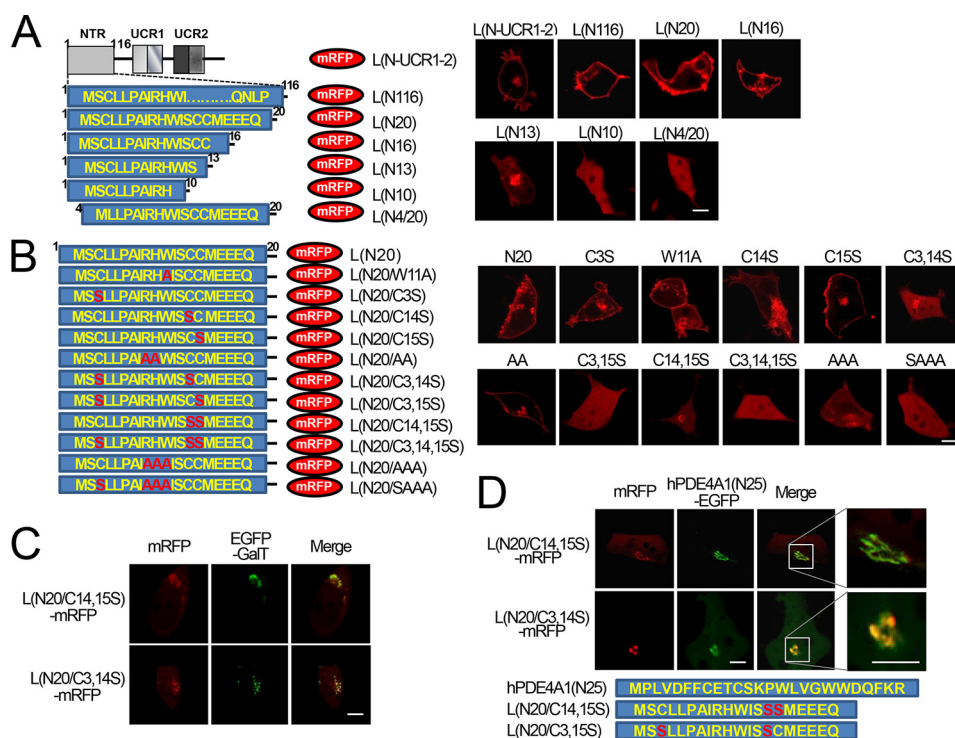 A
NTR UCR1 UCR2
1 116
mRFP L(N-UCR1-2)
1 MSCLLPAIRHWI..........QNLP 116 mRFP L(N116)
1 MSCLLPAIRHWISCCMEEEQ 20 mRFP L(N20)
1 MSCLLPAIRHWISCC 16 mRFP L(N16)
1 MSCLLPAIRHWIS 13 mRFP L(N13)
1 MSCLLPAIRH 10 mRFP L(N10)
4 MLLPAIRHWISCCMEEEQ 20 mRFP L(N4/20)
L(N-UCR1-2) L(N116) L(N20) L(N16)
L(N13) L(N10) L(N4/20)
B
1 MSCLLPAIRHWISCCMEEEQ 20 mRFP L(N20)
MSCLLPAIRHAISCCMEEEQ mRFP L(N20/W11A)
MSSLLPAIRHWISCCMEEEQ mRFP L(N20/C3S)
MSCLLPAIRHWISSCMEEEQ mRFP L(N20/C14S)
MSCLLPAIRHWISCSMEEEQ mRFP L(N20/C15S)
MSCLLPAIAAWISCCMEEEQ mRFP L(N20/AA)
MSSLLPAIRHWISSCMEEEQ mRFP L(N20/C3,14S)
MSSLLPAIRHWISCSMEEEQ mRFP L(N20/C3,15S)
MSCLLPAIRHWISSSMEEEQ mRFP L(N20/C14,15S)
MSSLLPAIRHWISSSMEEEQ mRFP L(N20/C3,14,15S)
MSCLLPAIAAAISCCMEEEQ mRFP L(N20/AAA)
MSSLLPAIAAAISCCMEEEQ mRFP L(N20/SAAA)
N20 C3S W11A C14S C15S C3,14S
AA C3,15S C14,15S C3,14,15S AAA SAAA
C
mRFP EGFP -GalT Merge
L(N20/C14,15S)
-mRFP
L(N20/C3,14S)
-mRFP
D
mRFP hPDE4A1(N25) -EGFP Merge
L(N20/C14,15S)
-mRFP
L(N20/C3,14S)
-mRFP
hPDE4A1(N25) MPLVDFFCETCSKPWLVGWWDQFKR
L(N20/C14,15S) MSCLLPAIRHWISSSMEEEQ
L(N20/C3,15S) MSSLLPAIRHWISSCMEEEQ